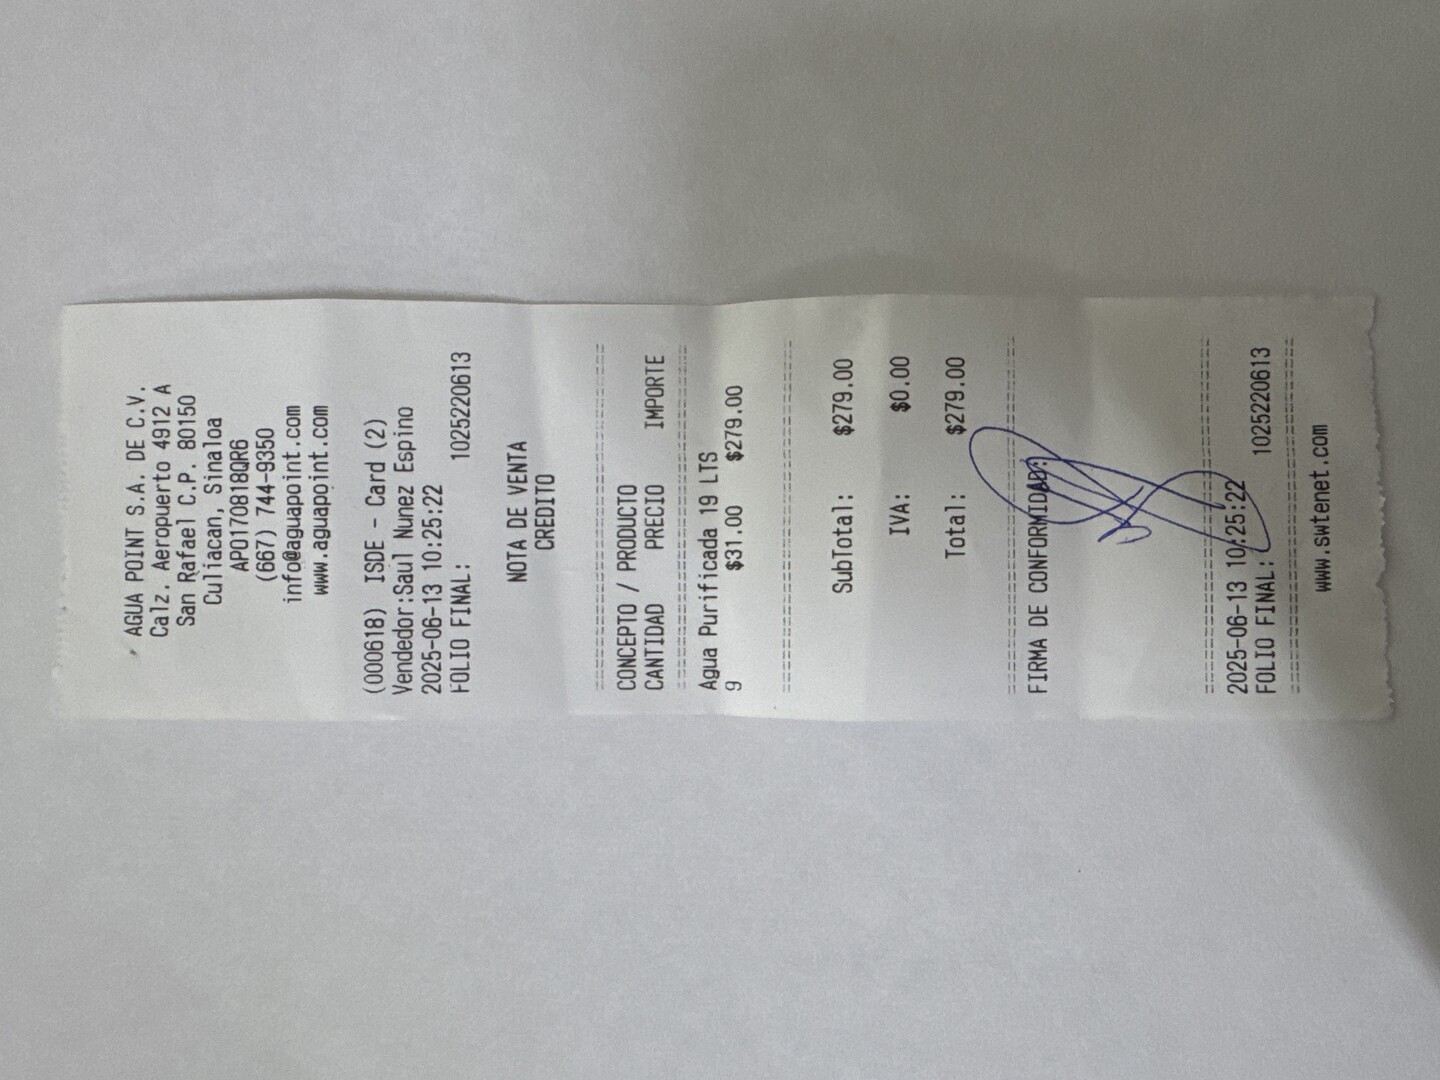 AGUA POINT S.A. DE C.V.
Calz. Aeropuerto 4912 A
San Rafael C.P. 80150
Culiacan, Sinaloa
APO170818QR6
(667) 744-9350
info@aguapoint.com
www.aguapoint.com
(000618) ISDE - Card (2)
Vendedor:Saul Nunez Espino
2025-06-13 10:25:22
FOLIO FINAL: 1025220613
NOTA DE VENTA
CREDITO
CONCEPTO / PRODUCTO
CANTIDAD PRECIO IMPORTE
Agua Purificada 19 LTS
9 $31.00 $279.00
SubTotal: $279.00
IVA: $0.00
Total: $279.00
FIRMA DE CONFORMIDAD:
2025-06-13 10:25:22
FOLIO FINAL: 1025220613
www.swtenet.com